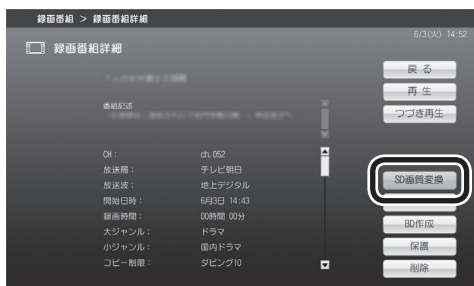 録画番組 > 録画番組詳細
6/3(火) 14:52
録画番組詳細
戻る
再生
つづき再生
番組記述
CH: ch.052
放送局: テレビ朝日
放送波: 地上デジタル
開始日時: 6月3日 14:43
録画時間: 00時間 00分
大ジャンル: ドラマ
小ジャンル: 国内ドラマ
コピー制限: ダビング10
SD画質変換
BD作成
保護
削除